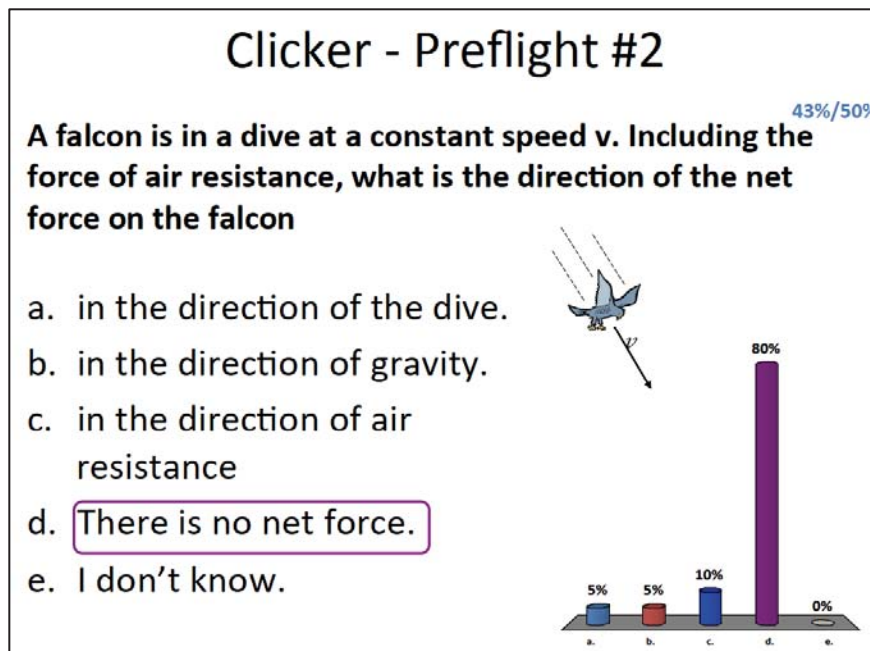 Clicker - Preflight #2
43%/50%
A falcon is in a dive at a constant speed v. Including the
force of air resistance, what is the direction of the net
force on the falcon
a. in the direction of the dive.
b. in the direction of gravity.
c. in the direction of air
resistance
d. There is no net force.
e. I don't know.
v
80%
10%
5% 5%
0%
a. b. c. d. e.